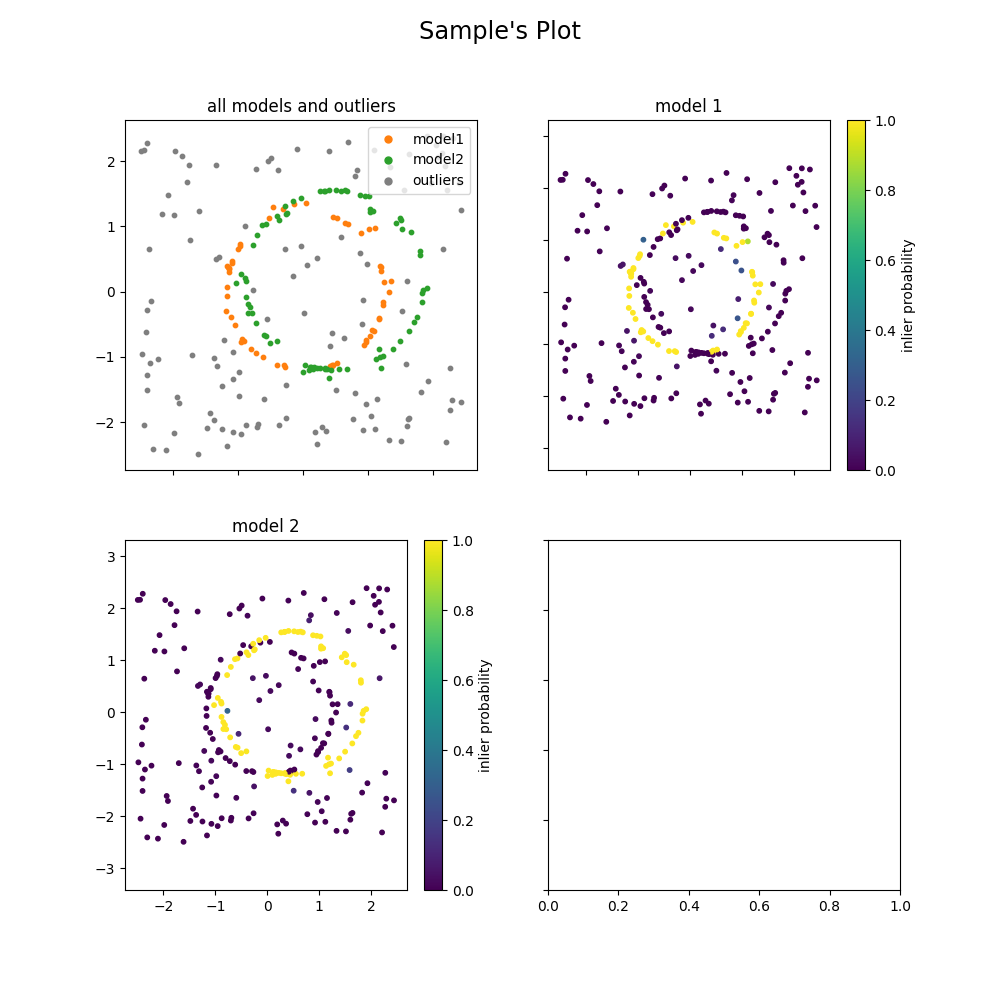 Sample's Plot
all models and outliers
model1
model2
outliers
2
1
0
−1
−2
model 1
1.0
0.8
0.6
0.4
0.2
0.0
inlier probability
model 2
3
2
1
0
−1
−2
−3
−2 −1 0 1 2
1.0
0.8
0.6
0.4
0.2
0.0
inlier probability
0.0 0.2 0.4 0.6 0.8 1.0